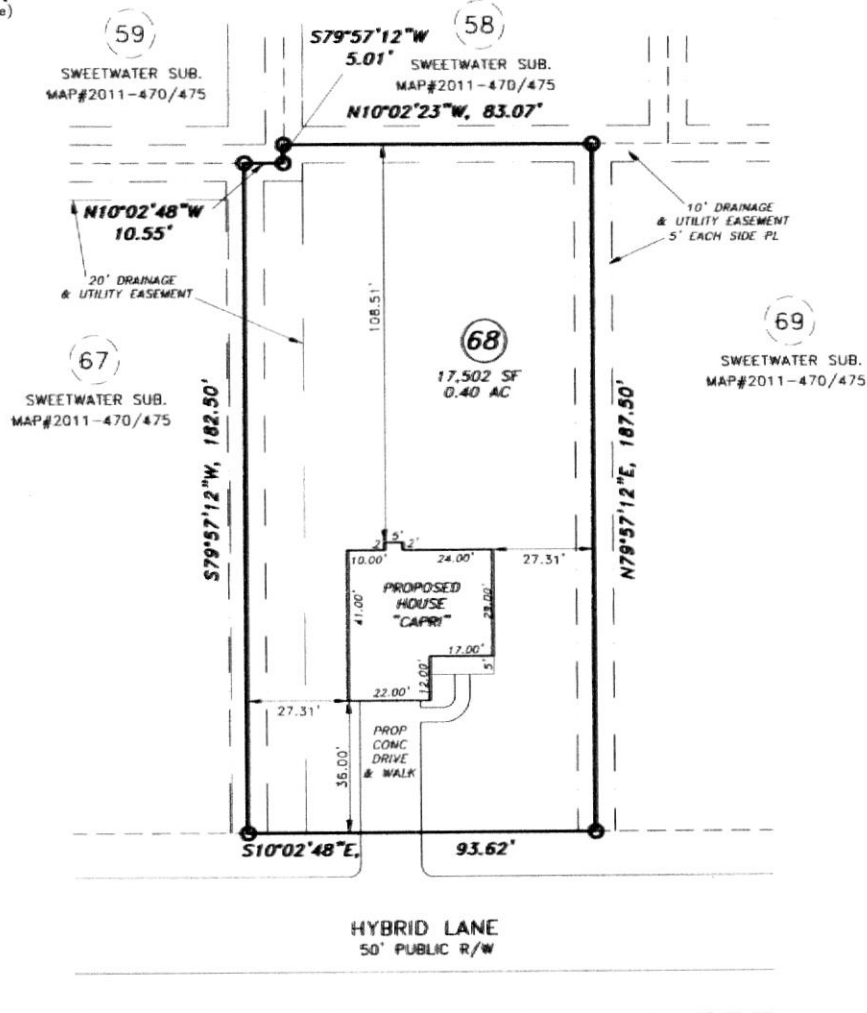 e)
59
SWEETWATER SUB.
MAP#2011-470/475
S79°57'12"W
5.01'
58
SWEETWATER SUB.
MAP#2011-470/475
N10°02'23"W, 83.07'
N10°02'48"W
10.55'
20' DRAINAGE
& UTILITY EASEMENT
10' DRAINAGE
& UTILITY EASEMENT
5' EACH SIDE PL
108.51'
68
17,502 SF
0.40 AC
67
SWEETWATER SUB.
MAP#2011-470/475
69
SWEETWATER SUB.
MAP#2011-470/475
S79°57'12"W, 182.50'
N79°57'12"E, 187.50'
2'
5'
2'
10.00'
24.00'
27.31'
PROPOSED
HOUSE
"CAPRI"
41.00'
29.00'
17.00'
5'
12.00'
22.00'
27.31'
36.00'
PROP
CONC
DRIVE
& WALK
S10°02'48"E, 93.62'
HYBRID LANE
50' PUBLIC R/W